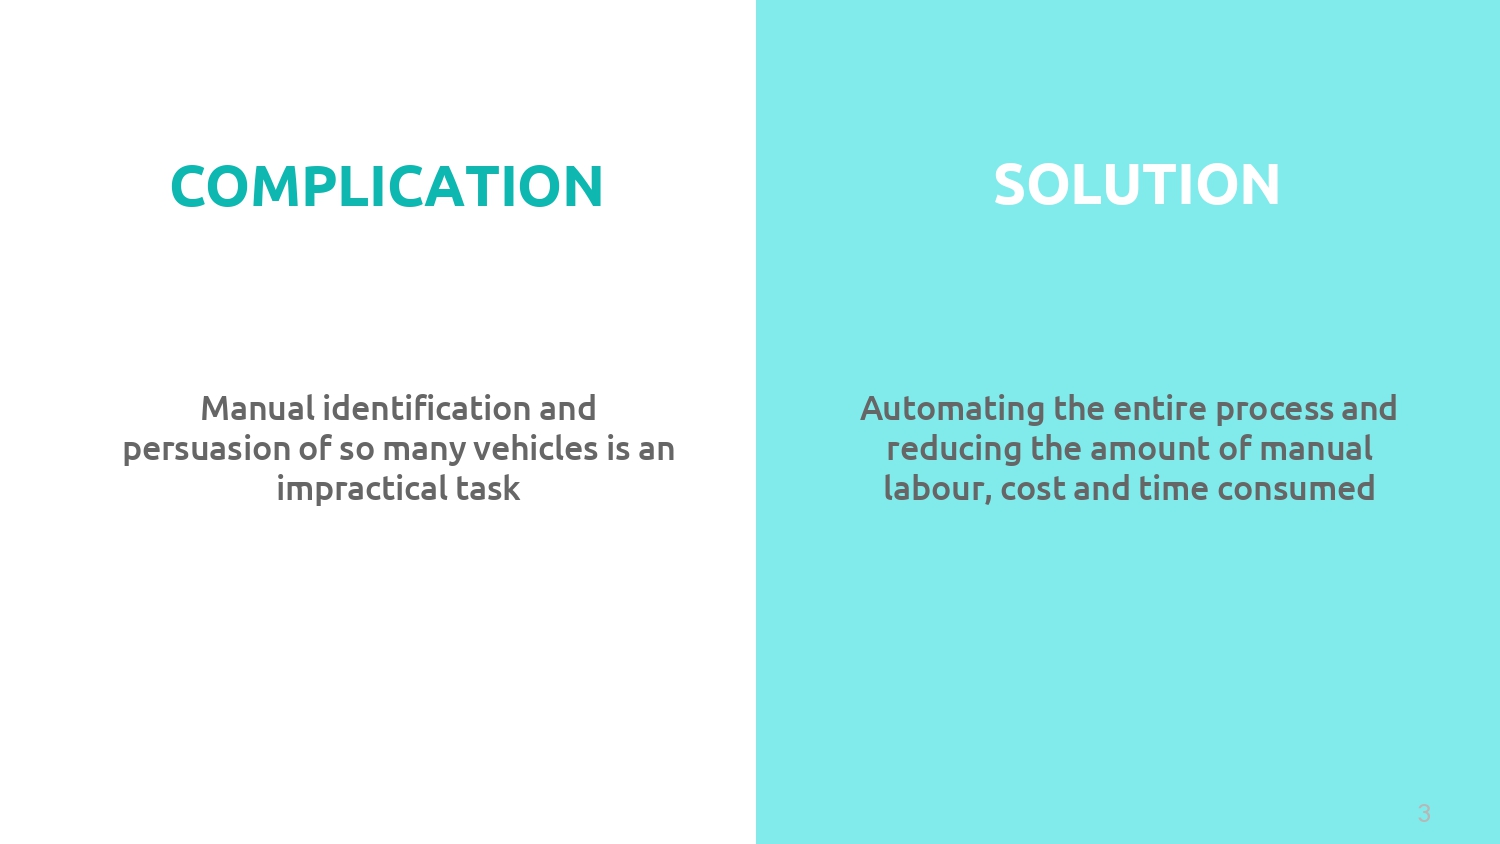 COMPLICATION
Manual identification and
persuasion of so many vehicles is an
impractical task
SOLUTION
Automating the entire process and
reducing the amount of manual
labour, cost and time consumed
3